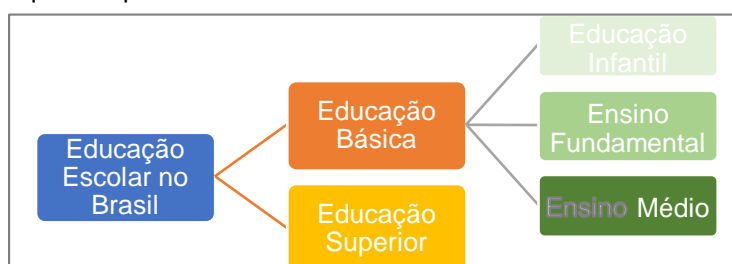 Educação
Escolar no
Brasil
Educação
Básica
Educação
Superior
Educação
Infantil
Ensino
Fundamental
Ensino Médio